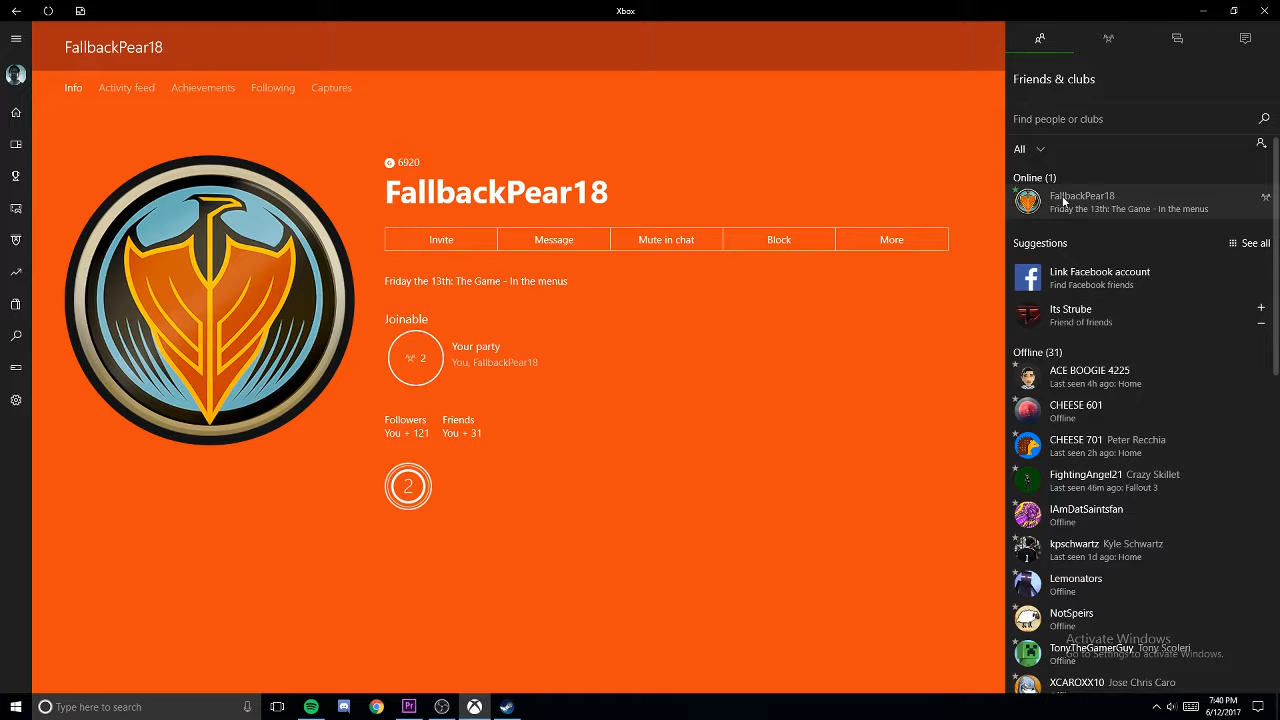 Xbox
FallbackPear18
Info Activity feed Achievements Following Captures
G 6920
FallbackPear18
Invite Message Mute in chat Block More
Friday the 13th: The Game - In the menus
Joinable
2
Your party
You, FallbackPear18
Followers Friends
You + 121 You + 31
2
Friends & clubs
Find people or clubs
All
Online (1)
FallbackPear18
Friday the 13th: The Game - In the menus
Suggestions See all
Link Facebook account
Find Facebook friends
Its Strube
Friend of friends
Offline (31)
ACE BOOGIE 4225
Last seen 4h ago: Home
CHEESE 601
Offline
CHEESE 701 Peter Recchia
Last seen 2h ago: Home
FightingAngel21 Crazy Skillet
Last seen 46m ago: Fallout 3
IAmDatSaintsfan
Offline
kpschwartz Kyle Schwartz
Last seen 1d ago: Home
Lemonators
Offline
NotSpeirs
Offline
TonyTheGamerGuy Tony Scoleri
Offline
XCAROXX10 Jose Chris Caro
Activate Windows
Go to Settings to activate Windows.
Type here to search
Pr
7:40 PM
6/12/2017